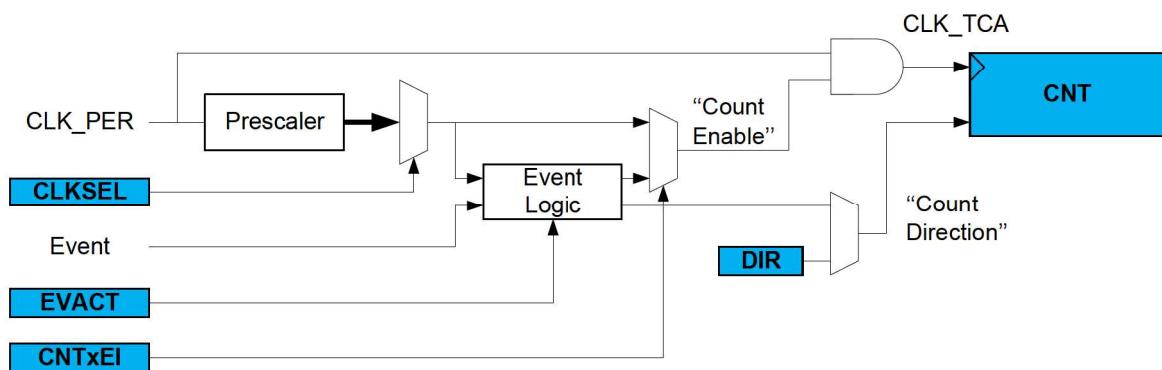 CLK_TCA
CNT
CLK_PER
Prescaler
“Count
Enable”
CLKSEL
Event
Logic
Event
“Count
Direction”
DIR
EVACT
CNTxEI